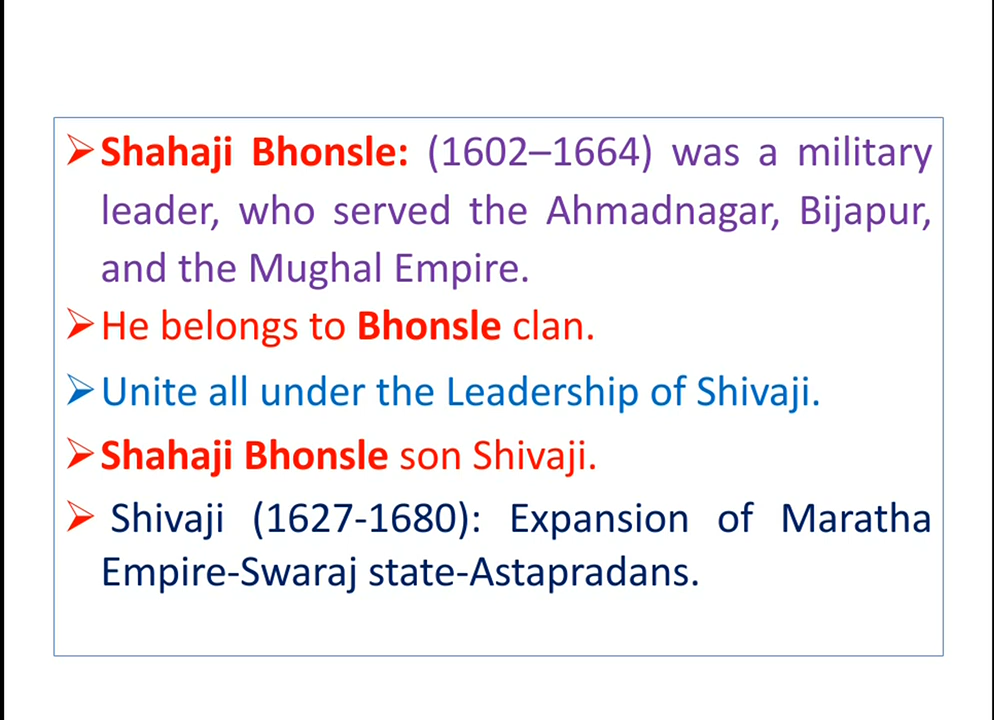 ➢Shahaji Bhonsle: (1602–1664) was a military
leader, who served the Ahmadnagar, Bijapur,
and the Mughal Empire.
➢He belongs to Bhonsle clan.
➢Unite all under the Leadership of Shivaji.
➢Shahaji Bhonsle son Shivaji.
➢ Shivaji (1627-1680): Expansion of Maratha
Empire-Swaraj state-Astapradans.